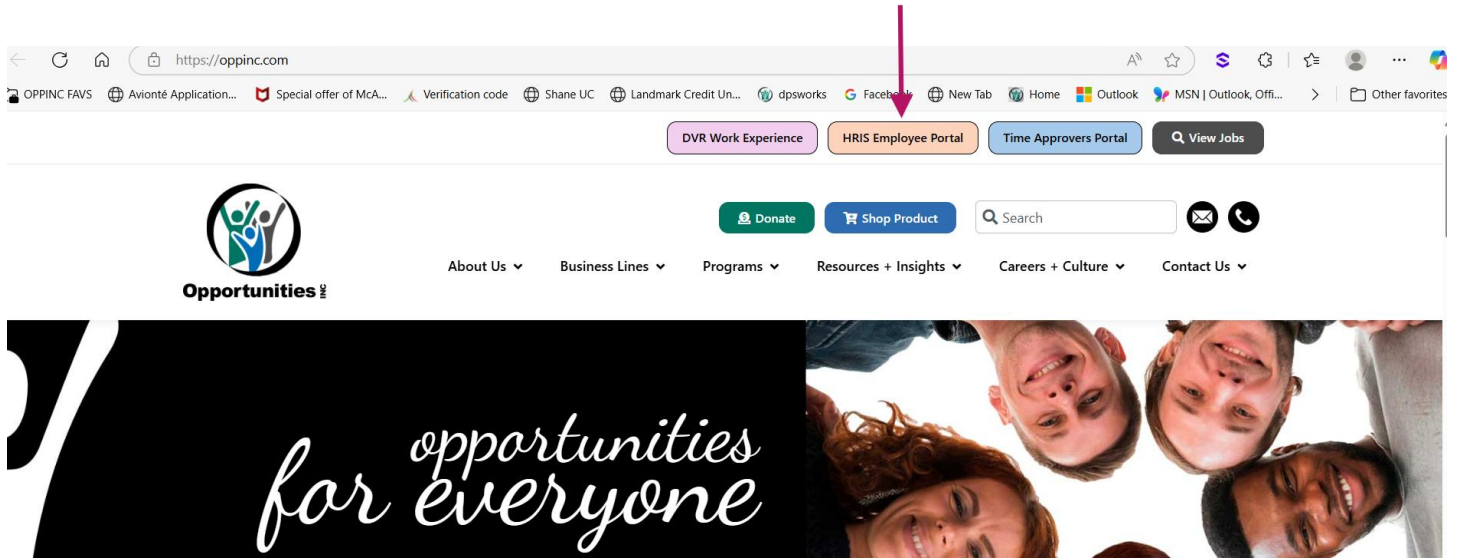 https://oppinc.com
OPPINC FAVS Avionté Application... Special offer of McA... Verification code Shane UC Landmark Credit Un... dpsworks Facebook New Tab Home Outlook MSN | Outlook, Offi... Other favorites
DVR Work Experience HRIS Employee Portal Time Approvers Portal View Jobs
Donate Shop Product Search
About Us Business Lines Programs Resources + Insights Careers + Culture Contact Us
Opportunities INC
opportunities
for everyone